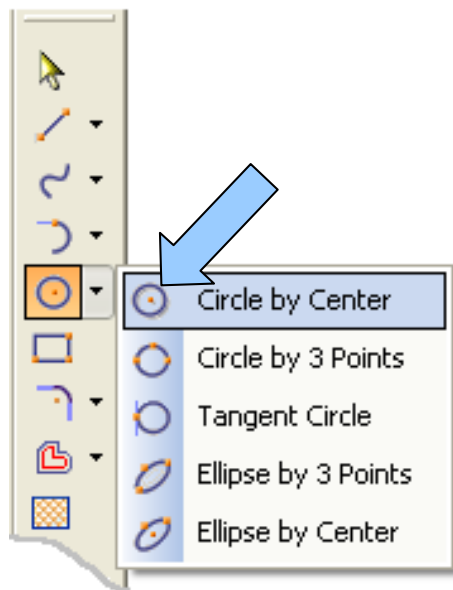 Circle by Center
Circle by 3 Points
Tangent Circle
Ellipse by 3 Points
Ellipse by Center